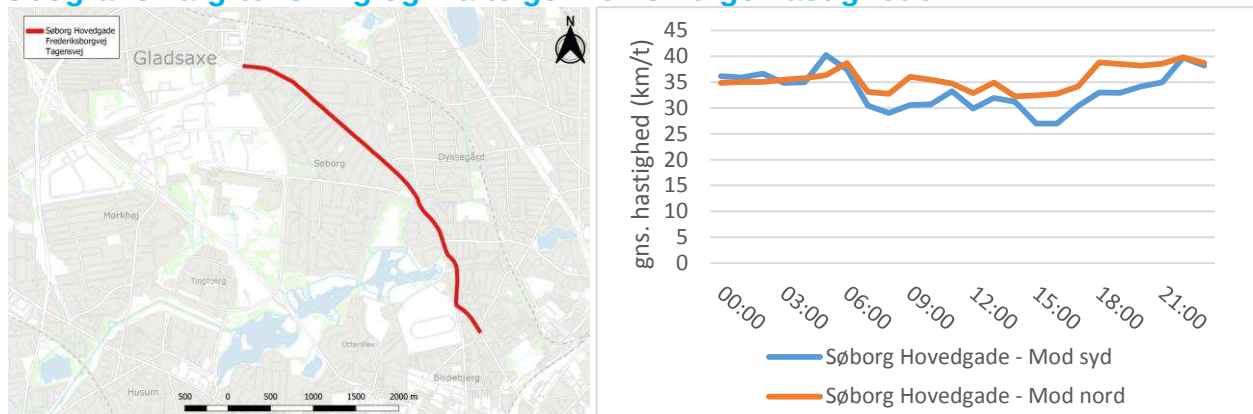 Søborg Hovedgade
Frederiksborgvej
Tagensvej
N
Gladsaxe
Søborg
Dyssegård
Mørkhøj
Tingbjerg
Utterslev
Bispebjerg
Husum
500 0 500 1000 1500 2000 m
gns. hastighed (km/t)
45
40
35
30
25
20
15
10
5
0
00:00 03:00 06:00 09:00 12:00 15:00 18:00 21:00
Søborg Hovedgade - Mod syd
Søborg Hovedgade - Mod nord